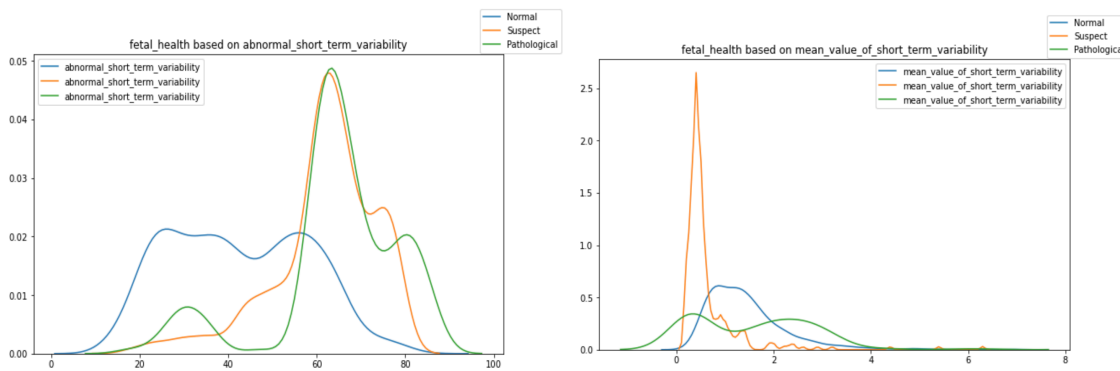 Normal
Suspect
Pathological
fetal_health based on abnormal_short_term_variability
abnormal_short_term_variability
abnormal_short_term_variability
abnormal_short_term_variability
0.05
0.04
0.03
0.02
0.01
0.00
0
20
40
60
80
100
Normal
Suspect
Pathologica
fetal_health based on mean_value_of_short_term_variability
mean_value_of_short_term_variability
mean_value_of_short_term_variability
mean_value_of_short_term_variability
2.5
2.0
1.5
1.0
0.5
0.0
0
2
4
6
8